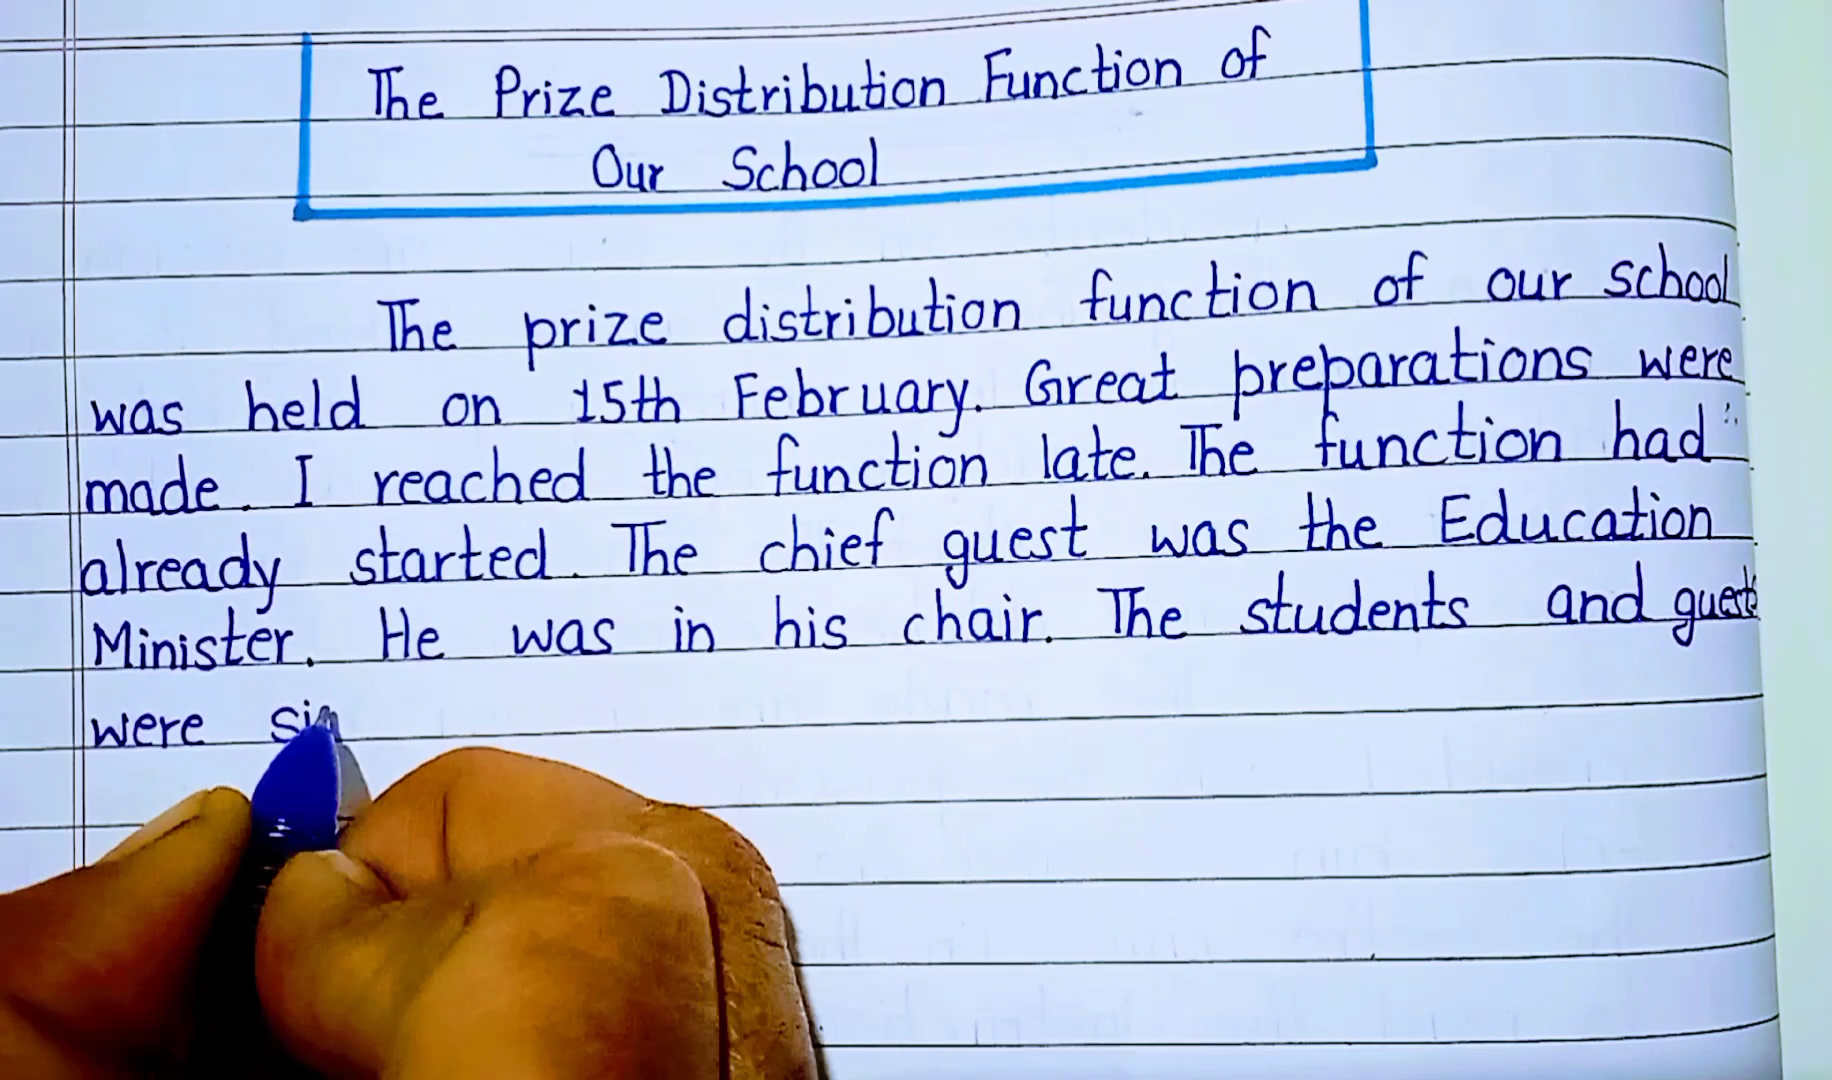 The Prize Distribution Function of
Our School
The prize distribution function of our school
was held on 15th February. Great preparations were
made. I reached the function late. The function had
already started. The chief guest was the Education
Minister. He was in his chair. The students and guests
were